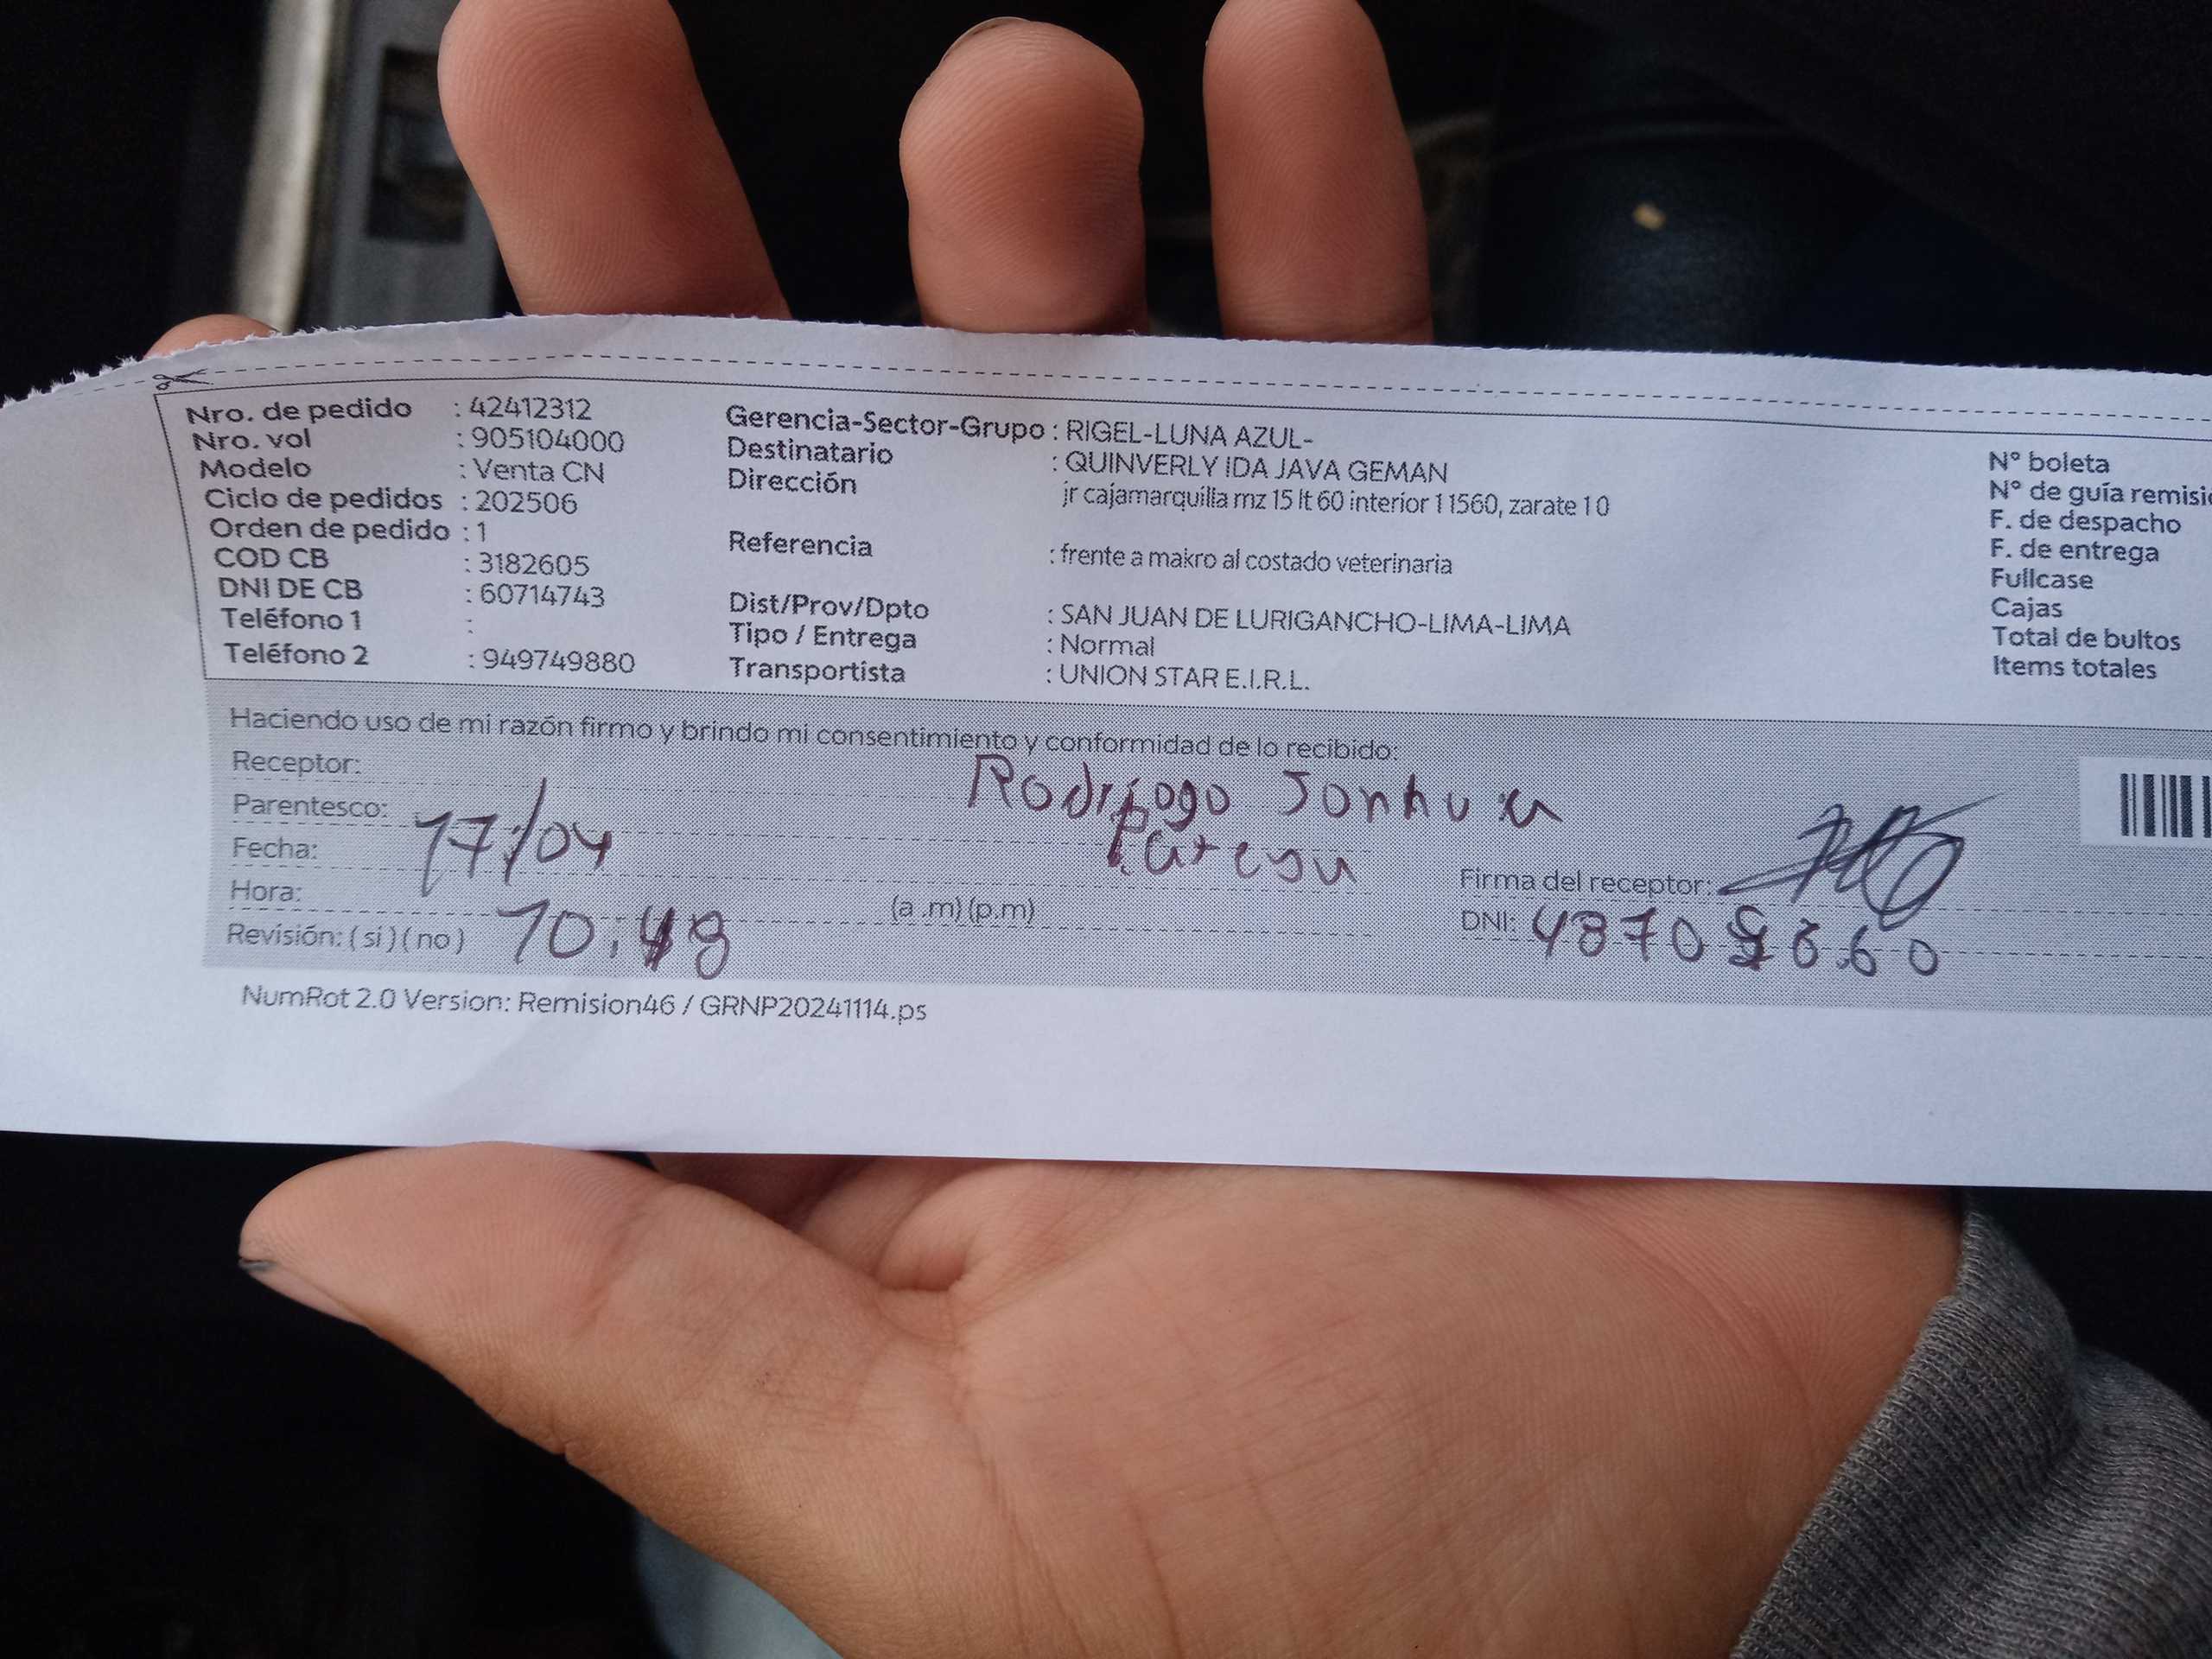 Nro. de pedido : 42412312
Nro. vol : 905104000
Modelo : Venta CN
Ciclo de pedidos : 202506
Orden de pedido : 1
COD CB : 3182605
DNI DE CB : 60714743
Teléfono 1 :
Teléfono 2 : 949749880
Gerencia-Sector-Grupo : RIGEL-LUNA AZUL-
Destinatario : QUINVERLY IDA JAVA GEMAN
Dirección jr cajamarquilla mz 15 lt 60 interior 11560, zarate 10
Referencia : frente a makro al costado veterinaria
Dist/Prov/Dpto : SAN JUAN DE LURIGANCHO-LIMA-LIMA
Tipo / Entrega : Normal
Transportista : UNION STAR E.I.R.L.
N° boleta
N° de guía remisi
F. de despacho
F. de entrega
Fullcase
Cajas
Total de bultos
Items totales
Haciendo uso de mi razón firmo y brindo mi consentimiento y conformidad de lo recibido:
Receptor:
Parentesco:
Fecha: 17/04
Hora: (a .m) (p.m)
Revisión: ( si ) ( no ) 10:48
Firma del receptor:
DNI:
NumRot 2.0 Version: Remision46 / GRNP20241114.ps